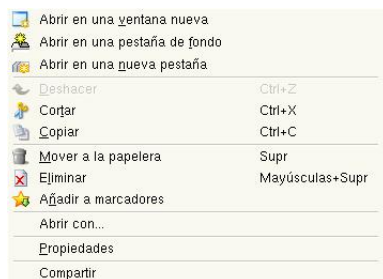 Abrir en una ventana nueva
Abrir en una pestaña de fondo
Abrir en una nueva pestaña
Deshacer Ctrl+Z
Cortar Ctrl+X
Copiar Ctrl+C
Mover a la papelera Supr
Eliminar Mayúsculas+Supr
Añadir a marcadores
Abrir con...
Propiedades
Compartir